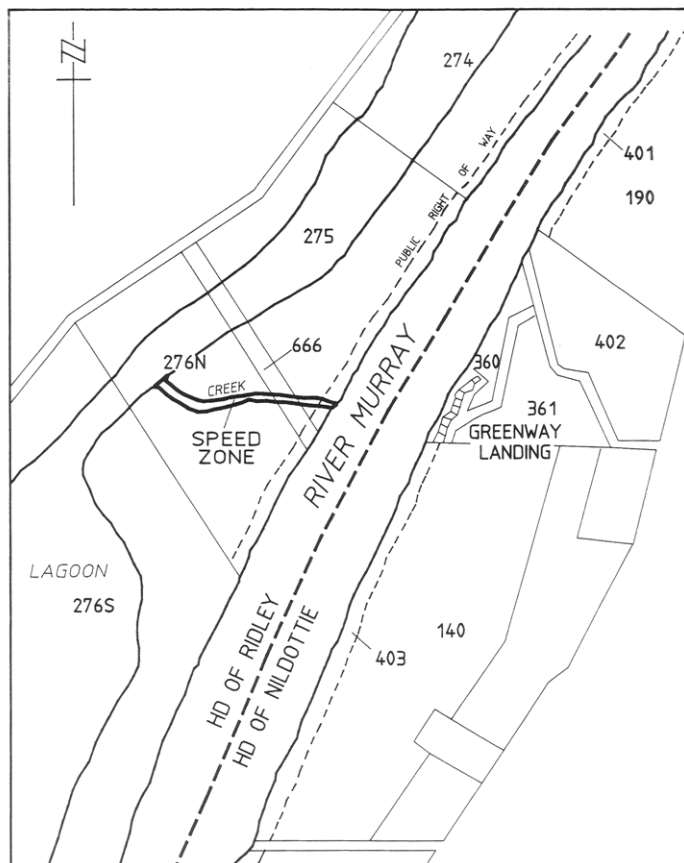 N
274
PUBLIC RIGHT OF WAY
401
190
275
402
666
276N
360
CREEK
SPEED
ZONE
RIVER MURRAY
361
GREENWAY
LANDING
LAGOON
276S
HD OF RIDLEY
HD OF NILDOTTIE
140
403